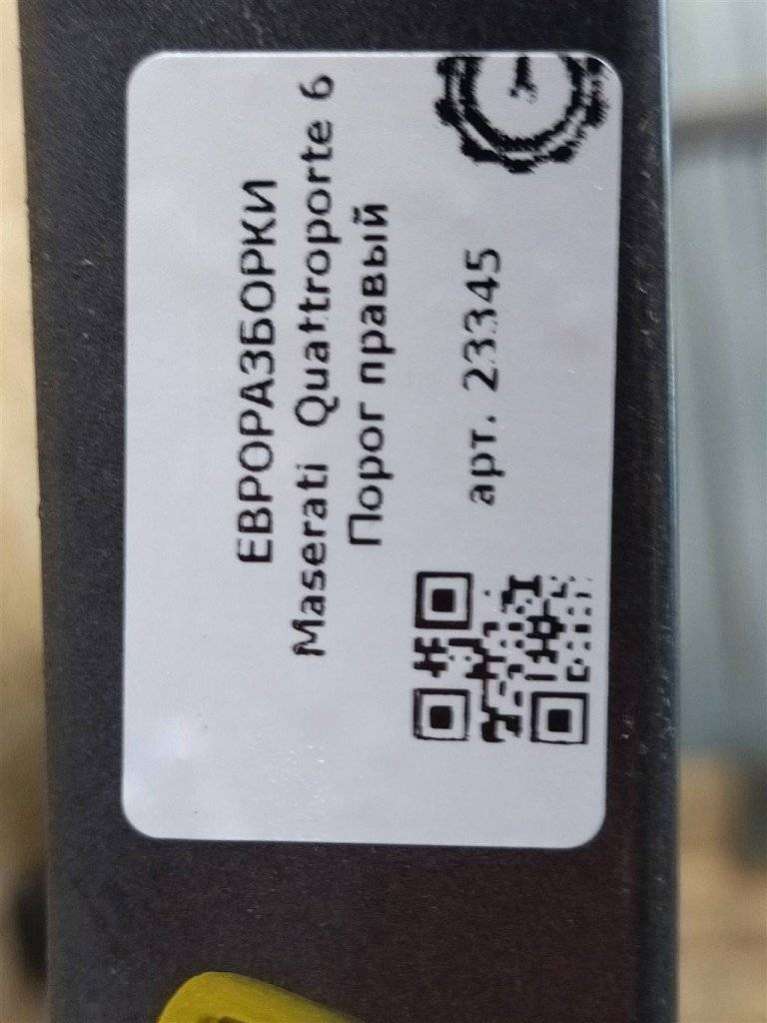 ЕВРОРАЗБОРКИ
Maserati Quattroporte 6
Порог правый
арт. 23345